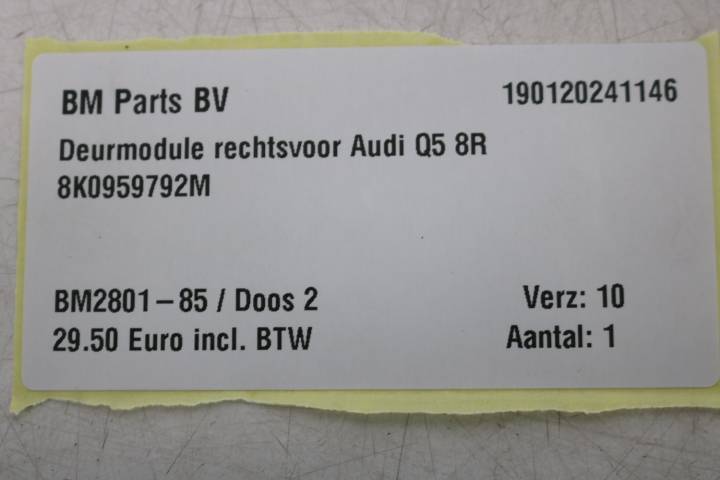 BM Parts BV 190120241146
Deurmodule rechtsvoor Audi Q5 8R
8K0959792M
BM2801-85 / Doos 2 Verz: 10
29.50 Euro incl. BTW Aantal: 1